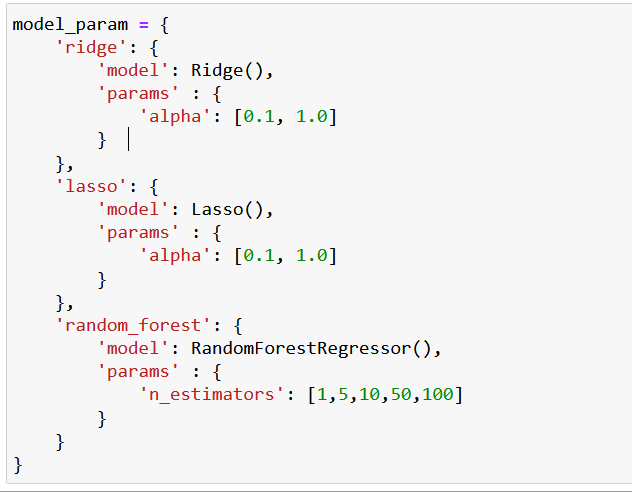 model_param = {
    'ridge': {
        'model': Ridge(),
        'params' : {
            'alpha': [0.1, 1.0]
        }
    },
    'lasso': {
        'model': Lasso(),
        'params' : {
            'alpha': [0.1, 1.0]
        }
    },
    'random_forest': {
        'model': RandomForestRegressor(),
        'params' : {
            'n_estimators': [1,5,10,50,100]
        }
    }
}